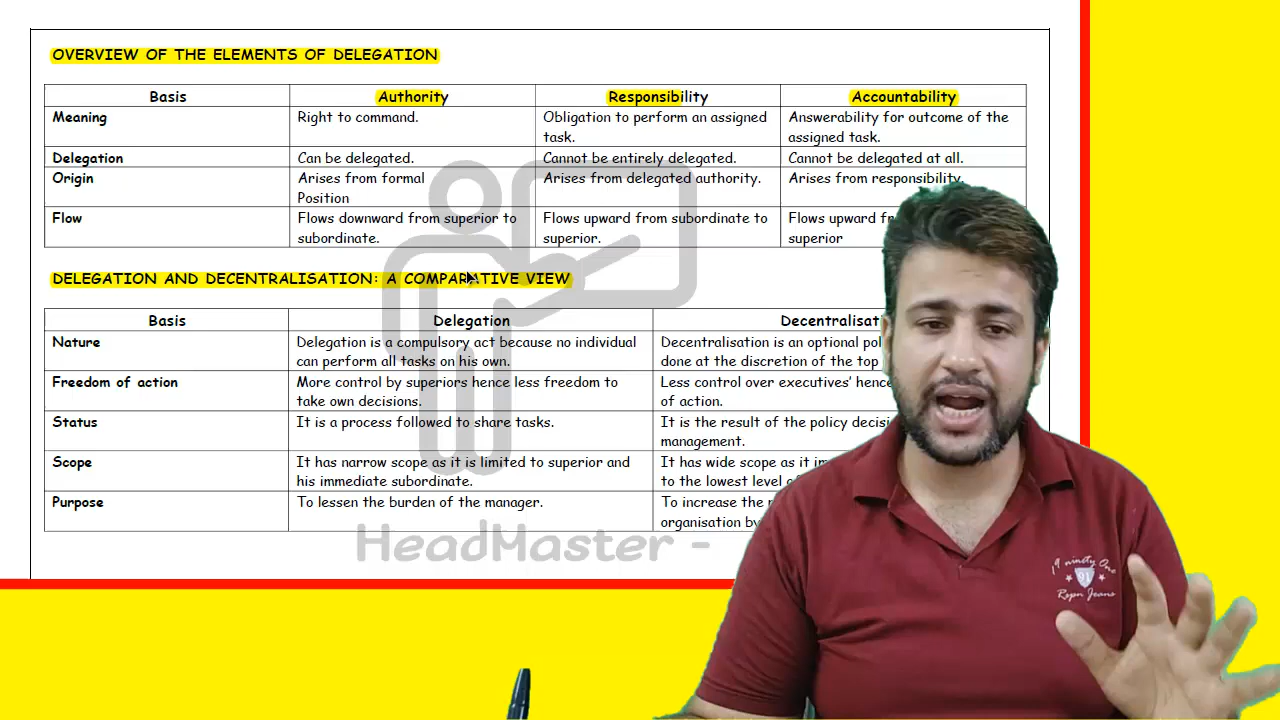 OVERVIEW OF THE ELEMENTS OF DELEGATION
Basis Authority Responsibility Accountability
Meaning Right to command. Obligation to perform an assigned task. Answerability for outcome of the assigned task.
Delegation Can be delegated. Cannot be entirely delegated. Cannot be delegated at all.
Origin Arises from formal Position Arises from delegated authority. Arises from responsibility.
Flow Flows downward from superior to subordinate. Flows upward from subordinate to superior. Flows upward superior
DELEGATION AND DECENTRALISATION: A COMPARATIVE VIEW
Basis Delegation
Nature Delegation is a compulsory act because no individual can perform all tasks on his own. Decentralisation is an optional done at the discretion of the top
Freedom of action More control by superiors hence less freedom to take own decisions. Less control over executives' of action.
Status It is a process followed to share tasks. It is the result of the policy management.
Scope It has narrow scope as it is limited to superior and his immediate subordinate. It has wide scope as it to the lowest level
Purpose To lessen the burden of the manager. To increase the organisation
HeadMaster -
19 ninety One
91
Rspn Jeans